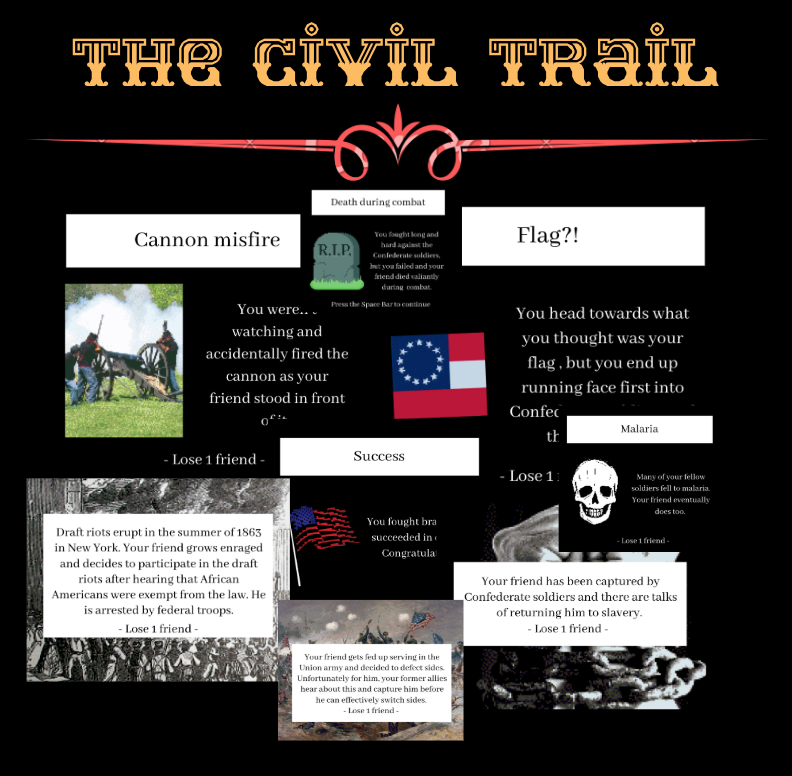 THE CIVIL TRAIL
Death during combat
R.I.P.
You fought long and
hard against the
Confederate soldiers,
but you failed and your
friend died valiantly
during combat.
Press the Space Bar to continue
Cannon misfire
You weren't
watching and
accidentally fired the
cannon as your
friend stood in front
of it
- Lose 1 friend -
Flag?!
You head towards what
you thought was your
flag , but you end up
running face first into
Confed
th
- Lose 1
Malaria
Many of your fellow
soldiers fell to malaria.
Your friend eventually
does too.
- Lose 1 friend -
Success
You fought bra
succeeded in
Congratula
Draft riots erupt in the summer of 1863
in New York. Your friend grows enraged
and decides to participate in the draft
riots after hearing that African
Americans were exempt from the law. He
is arrested by federal troops.
- Lose 1 friend -
Your friend has been captured by
Confederate soldiers and there are talks
of returning him to slavery.
- Lose 1 friend -
Your friend gets fed up serving in the
Union army and decided to defect sides.
Unfortunately for him, your former allies
hear about this and capture him before
he can effectively switch sides.
- Lose 1 friend -